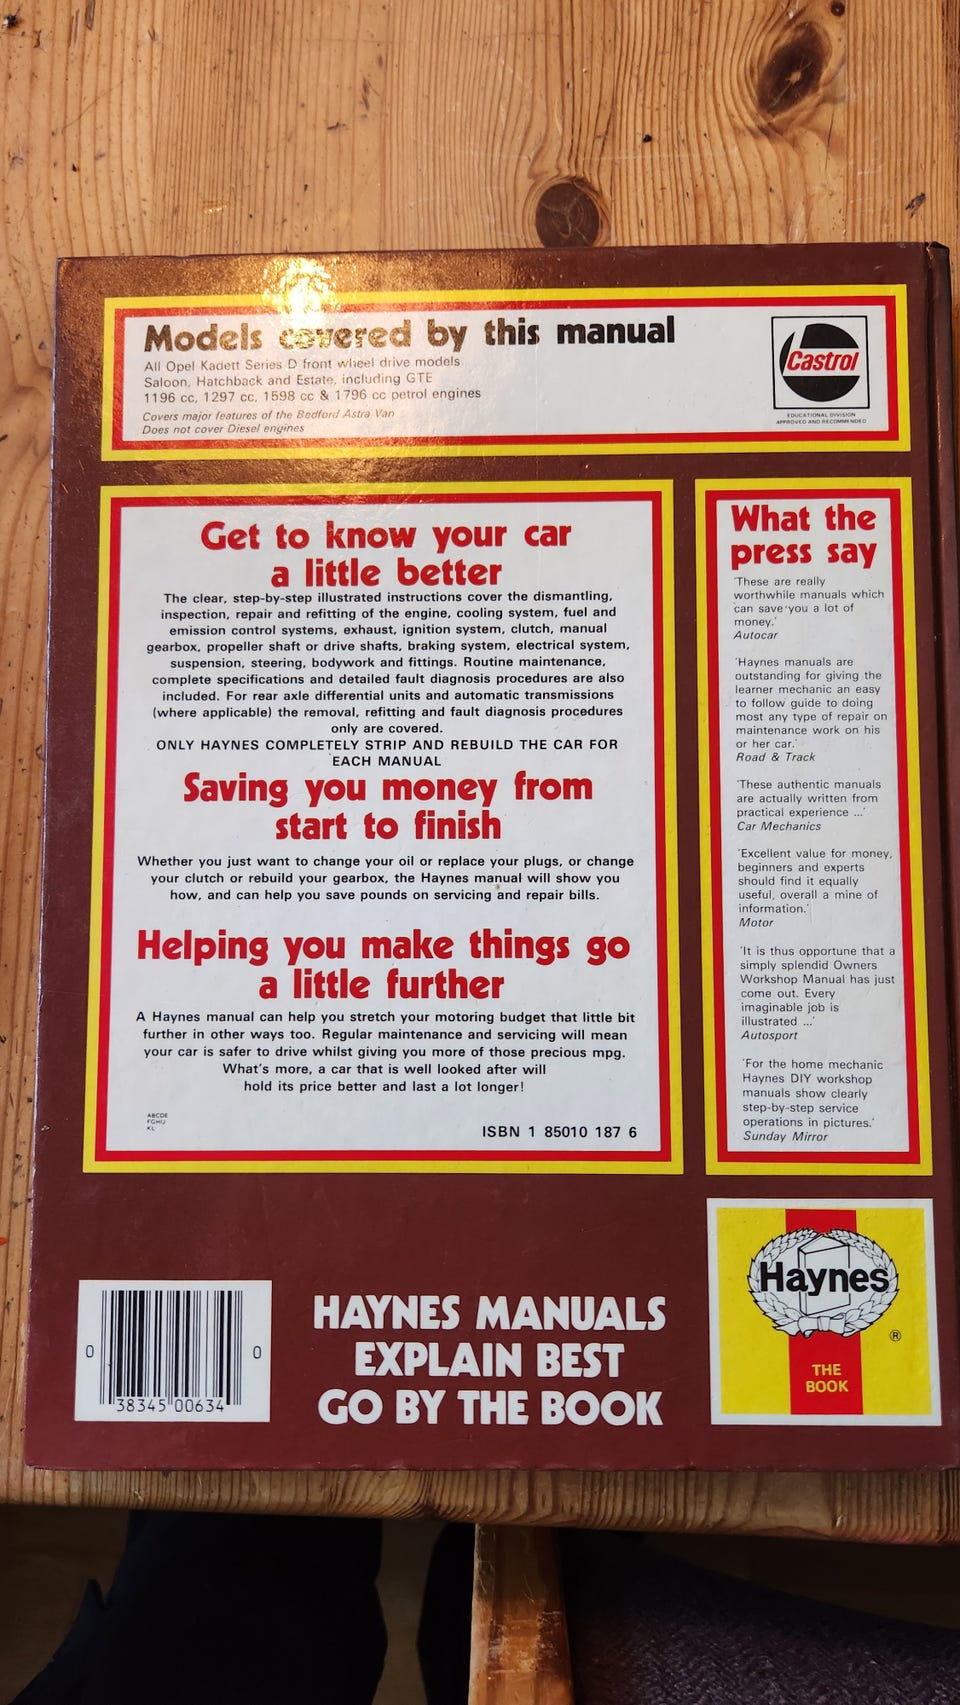 Models covered by this manual
All Opel Kadett Series D front wheel drive models
Saloon, Hatchback and Estate, including GTE
1196 cc, 1297 cc, 1598 cc & 1796 cc petrol engines
Covers major features of the Bedford Astra Van
Does not cover Diesel engines
Castrol
EDUCATIONAL DIVISION
APPROVED AND RECOMMENDED
Get to know your car
a little better
The clear, step-by-step illustrated instructions cover the dismantling,
inspection, repair and refitting of the engine, cooling system, fuel and
emission control systems, exhaust, ignition system, clutch, manual
gearbox, propeller shaft or drive shafts, braking system, electrical system,
suspension, steering, bodywork and fittings. Routine maintenance,
complete specifications and detailed fault diagnosis procedures are also
included. For rear axle differential units and automatic transmissions
(where applicable) the removal, refitting and fault diagnosis procedures
only are covered.
ONLY HAYNES COMPLETELY STRIP AND REBUILD THE CAR FOR
EACH MANUAL
Saving you money from
start to finish
Whether you just want to change your oil or replace your plugs, or change
your clutch or rebuild your gearbox, the Haynes manual will show you
how, and can help you save pounds on servicing and repair bills.
Helping you make things go
a little further
A Haynes manual can help you stretch your motoring budget that little bit
further in other ways too. Regular maintenance and servicing will mean
your car is safer to drive whilst giving you more of those precious mpg.
What's more, a car that is well looked after will
hold its price better and last a lot longer!
ABCDE
FGHIJ
KL
ISBN 1 85010 187 6
What the
press say
'These are really
worthwhile manuals which
can save you a lot of
money.'
Autocar
'Haynes manuals are
outstanding for giving the
learner mechanic an easy
to follow guide to doing
most any type of repair on
maintenance work on his
or her car.'
Road & Track
'These authentic manuals
are actually written from
practical experience ...'
Car Mechanics
'Excellent value for money,
beginners and experts
should find it equally
useful, overall a mine of
information.'
Motor
'It is thus opportune that a
simply splendid Owners
Workshop Manual has just
come out. Every
imaginable job is
illustrated ...'
Autosport
'For the home mechanic
Haynes DIY workshop
manuals show clearly
step-by-step service
operations in pictures.'
Sunday Mirror
0 38345 00634 0
HAYNES MANUALS
EXPLAIN BEST
GO BY THE BOOK
Haynes
®
THE
BOOK